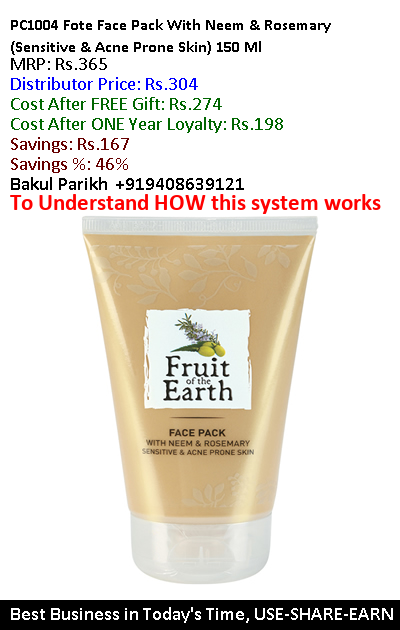 PC1004 Fote Face Pack With Neem & Rosemary
(Sensitive & Acne Prone Skin) 150 Ml
MRP: Rs.365
Distributor Price: Rs.304
Cost After FREE Gift: Rs.274
Cost After ONE Year Loyalty: Rs.198
Savings: Rs.167
Savings %: 46%
Bakul Parikh +919408639121
To Understand HOW this system works
Fruit
of the
Earth
FACE PACK
WITH NEEM & ROSEMARY
SENSITIVE & ACNE PRONE SKIN
Best Business in Today's Time, USE-SHARE-EARN